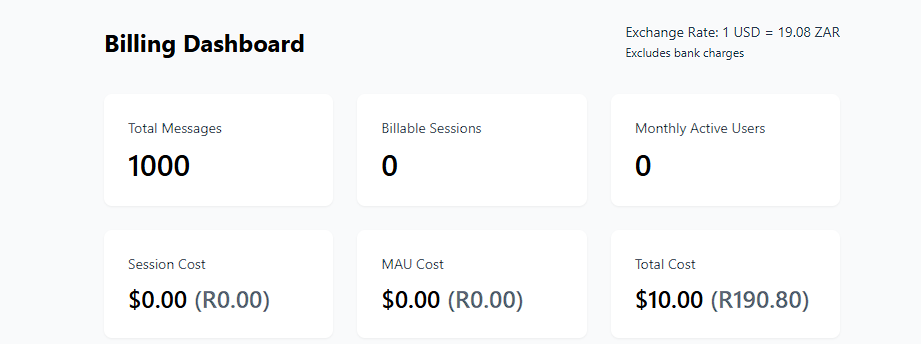 Billing Dashboard
Exchange Rate: 1 USD = 19.08 ZAR
Excludes bank charges
Total Messages
1000
Billable Sessions
0
Monthly Active Users
0
Session Cost
$0.00 (R0.00)
MAU Cost
$0.00 (R0.00)
Total Cost
$10.00 (R190.80)